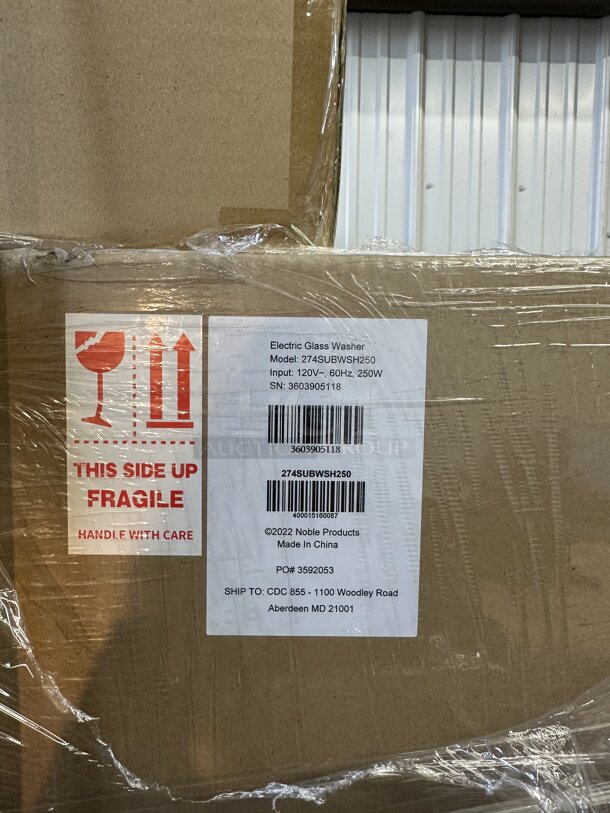 Electric Glass Washer
Model: 274SUBWSH250
Input: 120V~, 60Hz, 250W
SN: 3603905118
3603905118
AUCTION GROUP
274SUBWSH250
400015160087
©2022 Noble Products
Made In China
PO# 3592053
SHIP TO: CDC 855 - 1100 Woodley Road
Aberdeen MD 21001
THIS SIDE UP
FRAGILE
HANDLE WITH CARE